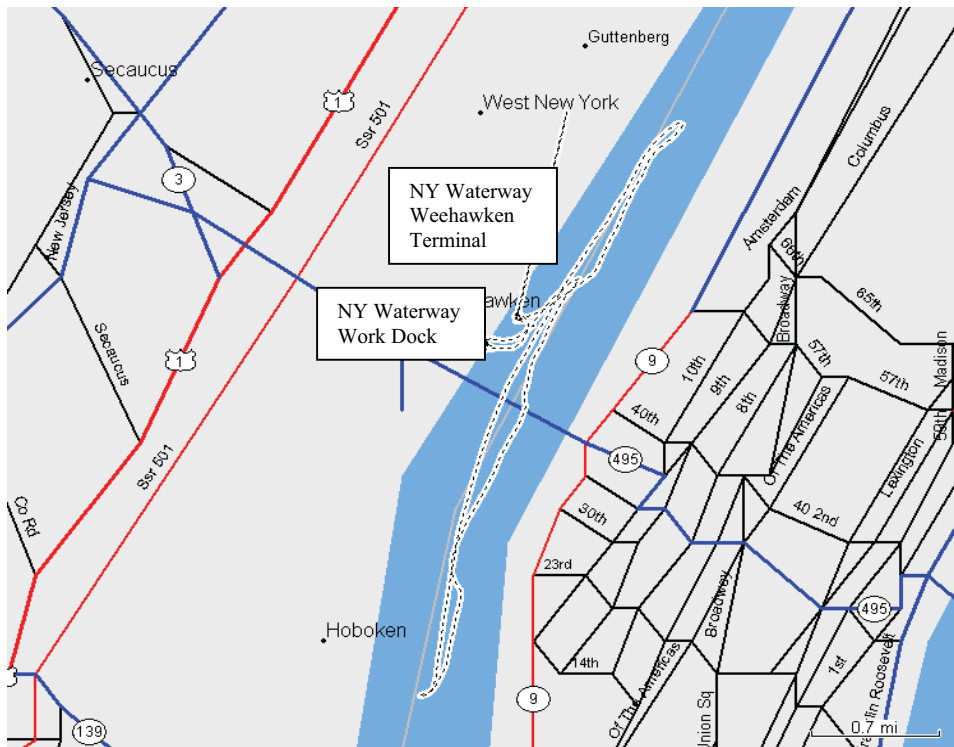 Guttenberg
Secaucus
1
Ssr 501
West New York
Columbus
3
NY Waterway
Weehawken
Terminal
New Jersey
Amsterdam
66th
Broadway
65th
awken
NY Waterway
Work Dock
Secaucus
1
9
10th
9th
8th
57th
57th
Madison
59th
40th
Of The Americas
Lexington
495
Ssr 501
Co Rd
30th
40 2nd
23rd
Broadway
495
Hoboken
14th
1st
9
Of The Americas
Union Sq
nklin Roosevelt
139
0.7 mi